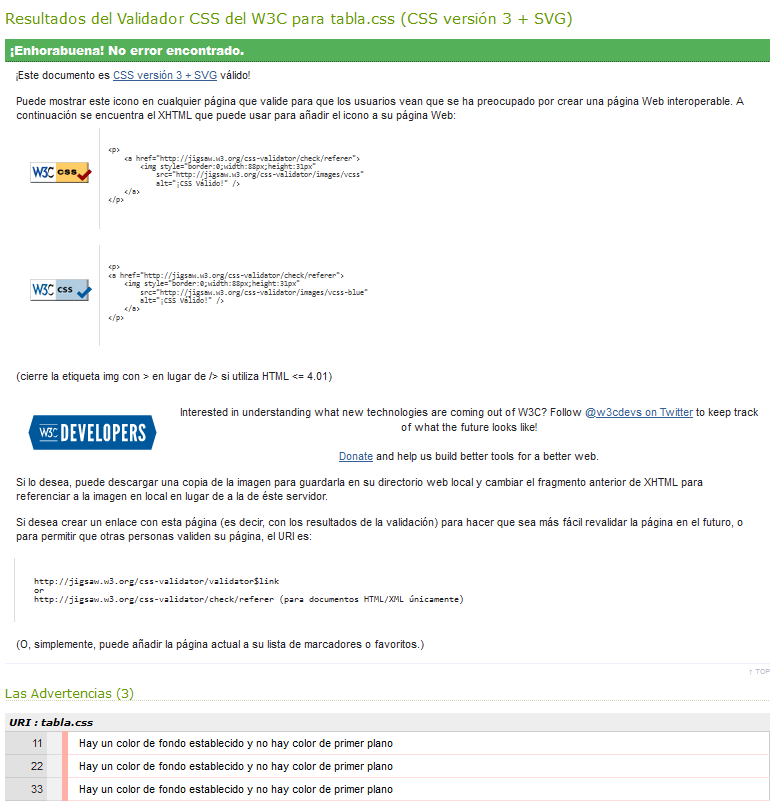 Resultados del Validador CSS del W3C para tabla.css (CSS versión 3 + SVG)
¡Enhorabuena! No error encontrado.
¡Este documento es CSS versión 3 + SVG válido!
Puede mostrar este icono en cualquier página que valide para que los usuarios vean que se ha preocupado por crear una página Web interoperable. A
continuación se encuentra el XHTML que puede usar para añadir el icono a su página Web:
W3C css
<p>
<a href="http://jigsaw.w3.org/css-validator/check/referer">
<img style="border:0;width:88px;height:31px"
src="http://jigsaw.w3.org/css-validator/images/vcss"
alt="¡CSS Válido!" />
</a>
</p>
W3C css
<p>
<a href="http://jigsaw.w3.org/css-validator/check/referer">
<img style="border:0;width:88px;height:31px"
src="http://jigsaw.w3.org/css-validator/images/vcss-blue"
alt="¡CSS Válido!" />
</a>
</p>
(cierre la etiqueta img con > en lugar de /> si utiliza HTML <= 4.01)
W3C DEVELOPERS
Interested in understanding what new technologies are coming out of W3C? Follow @w3cdevs on Twitter to keep track
of what the future looks like!
Donate and help us build better tools for a better web.
Si lo desea, puede descargar una copia de la imagen para guardarla en su directorio web local y cambiar el fragmento anterior de XHTML para
referenciar a la imagen en local en lugar de a la de éste servidor.
Si desea crear un enlace con esta página (es decir, con los resultados de la validación) para hacer que sea más fácil revalidar la página en el futuro, o
para permitir que otras personas validen su página, el URI es:
http://jigsaw.w3.org/css-validator/validator$link
or
http://jigsaw.w3.org/css-validator/check/referer (para documentos HTML/XML únicamente)
(O, simplemente, puede añadir la página actual a su lista de marcadores o favoritos.)
↑ TOP
Las Advertencias (3)
URI : tabla.css
11 Hay un color de fondo establecido y no hay color de primer plano
22 Hay un color de fondo establecido y no hay color de primer plano
33 Hay un color de fondo establecido y no hay color de primer plano